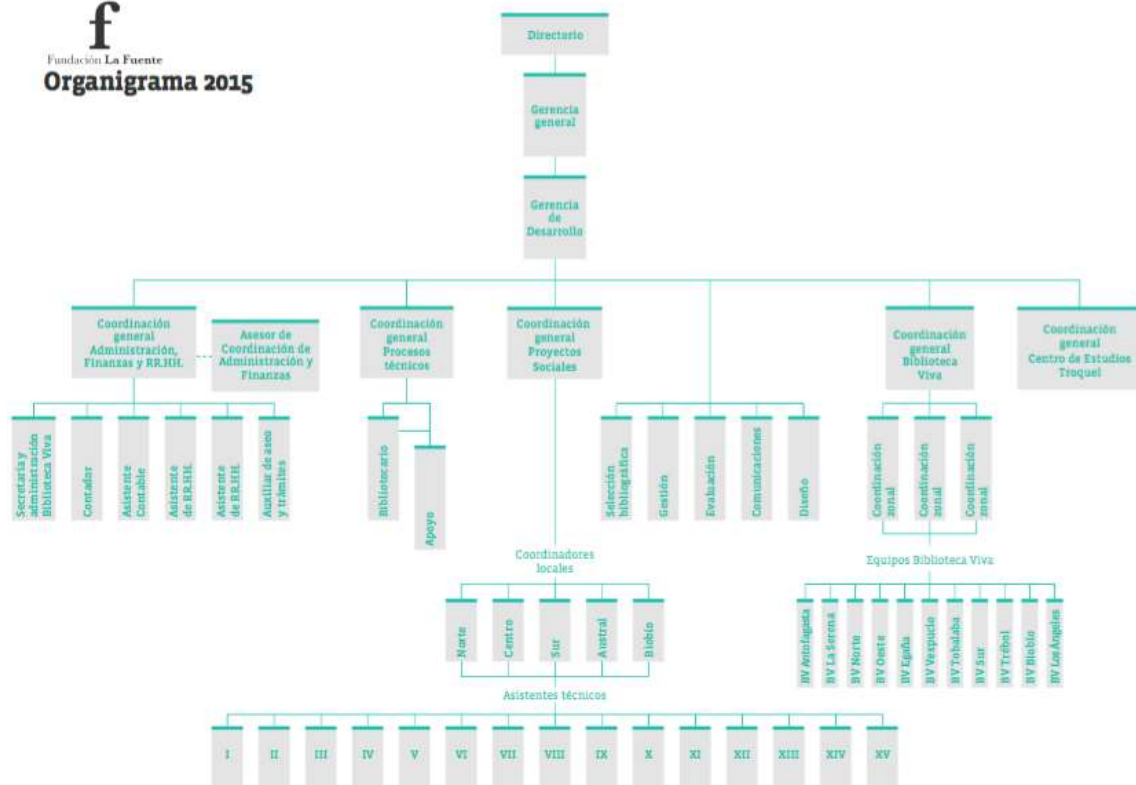 f
Fundación La Fuente
Organigrama 2015
Directorio
Gerencia
general
Gerencia
de
Desarrollo
Coordinación
general
Administración,
Finanzas y RR.HH.
Asesor de
Coordinación de
Administración y
Finanzas
Coordinación
general
Procesos
técnicos
Coordinación
general
Proyectos
Sociales
Coordinación
general
Biblioteca
Viva
Coordinación
general
Centro de Estudios
Troquel
Secretaria y
administración
Biblioteca Viva
Contador
Asistente
Contable
Asistente
de RR.HH.
Asistente
de RR.HH.
Auxiliar de aseo
y trámites
Bibliotecario
Apoyo
Selección
bibliográfica
Gestión
Evaluación
Comunicaciones
Diseño
Coordinación
zonal
Coordinación
zonal
Coordinación
zonal
Coordinadores
locales
Equipos Biblioteca Viva
Norte
Centro
Sur
Austral
Biobío
BV Antofagasta
BV La Serena
BV Norte
BV Oeste
BV Egaña
BV Vespucio
BV Tobalaba
BV Sur
BV Trébol
BV Biobío
BV Los Ángeles
Asistentes técnicos
I
II
III
IV
V
VI
VII
VIII
IX
X
XI
XII
XIII
XIV
XV